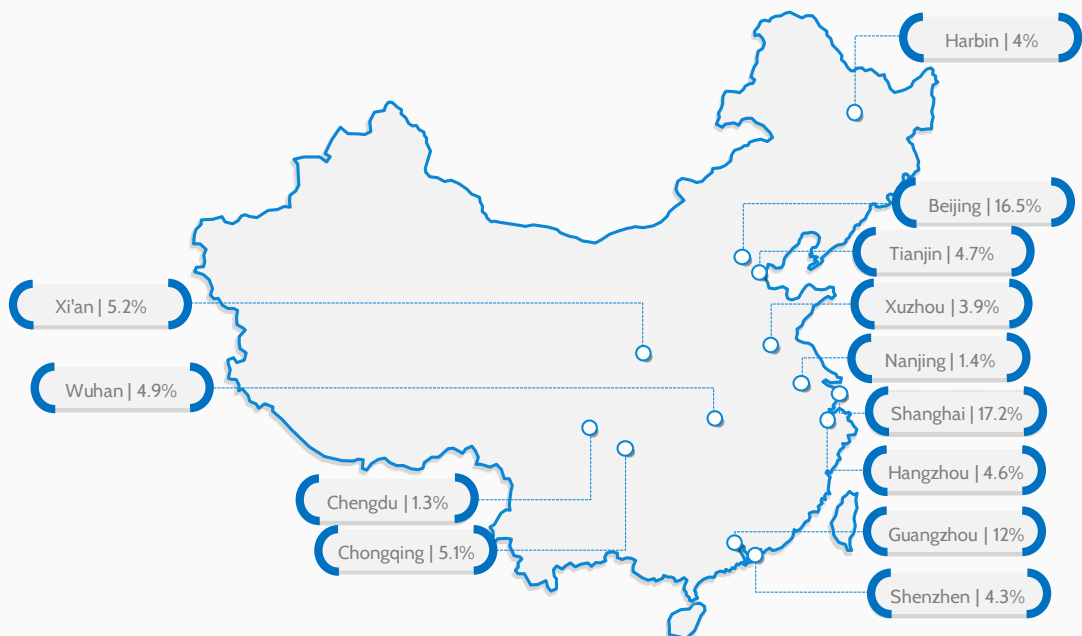 Harbin | 4%
Beijing | 16.5%
Tianjin | 4.7%
Xi'an | 5.2%
Xuzhou | 3.9%
Nanjing | 1.4%
Wuhan | 4.9%
Shanghai | 17.2%
Hangzhou | 4.6%
Chengdu | 1.3%
Guangzhou | 12%
Chongqing | 5.1%
Shenzhen | 4.3%